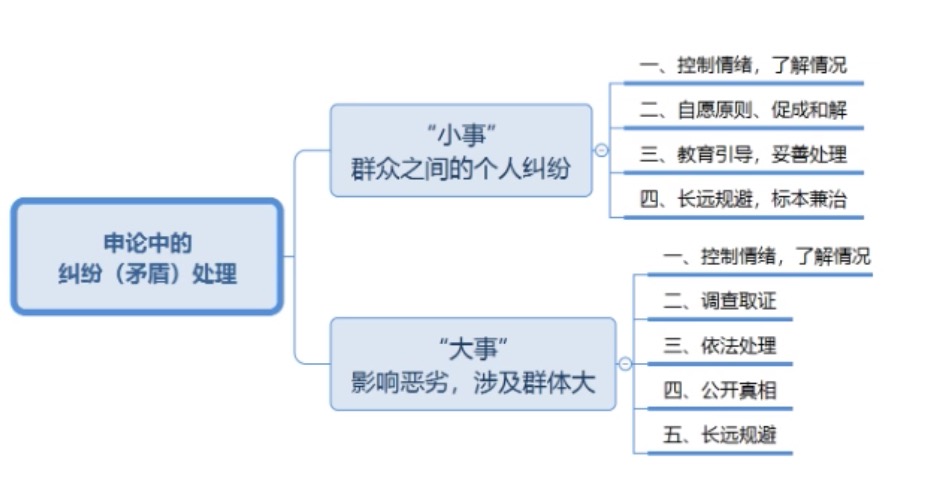 申论中的
纠纷（矛盾）处理
“小事”
群众之间的个人纠纷
一、控制情绪，了解情况
二、自愿原则、促成和解
三、教育引导，妥善处理
四、长远规避，标本兼治
“大事”
影响恶劣，涉及群体大
一、控制情绪，了解情况
二、调查取证
三、依法处理
四、公开真相
五、长远规避